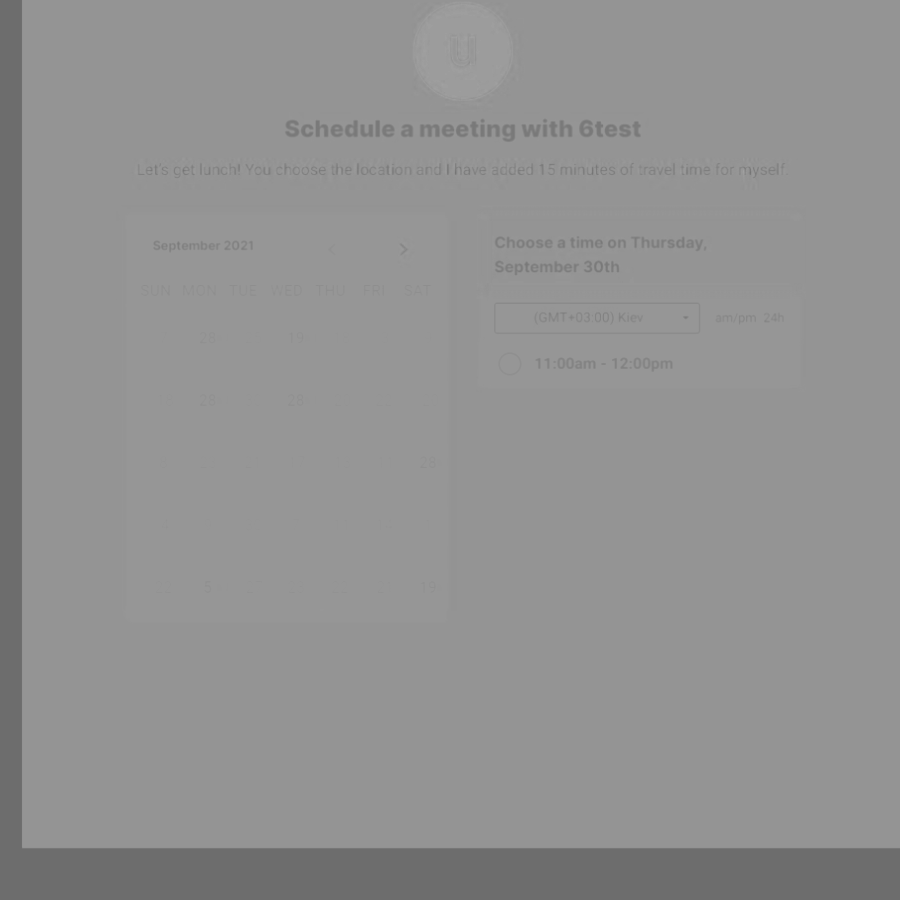 Schedule a meeting with 6test
Let's get lunch! You choose the location and I have added 15 minutes of travel time for myself.
September 2021
SUN MON TUE WED THU FRI SAT
28 19
28 28
25
10
Choose a time on Thursday,
September 30th
(GMT+03:00) Kiev
am/pm 24h
11:00am - 12:00pm